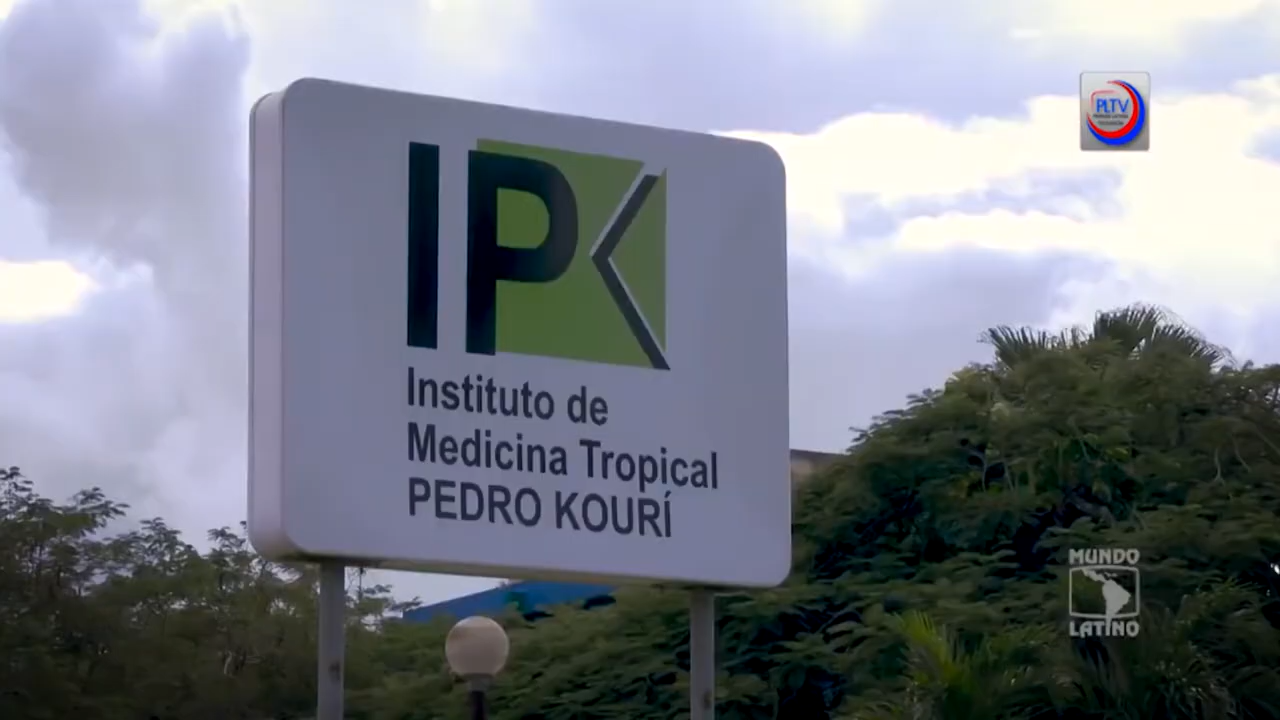 IPK
Instituto de
Medicina Tropical
PEDRO KOURÍ
PLTV
MUNDO
LATINO